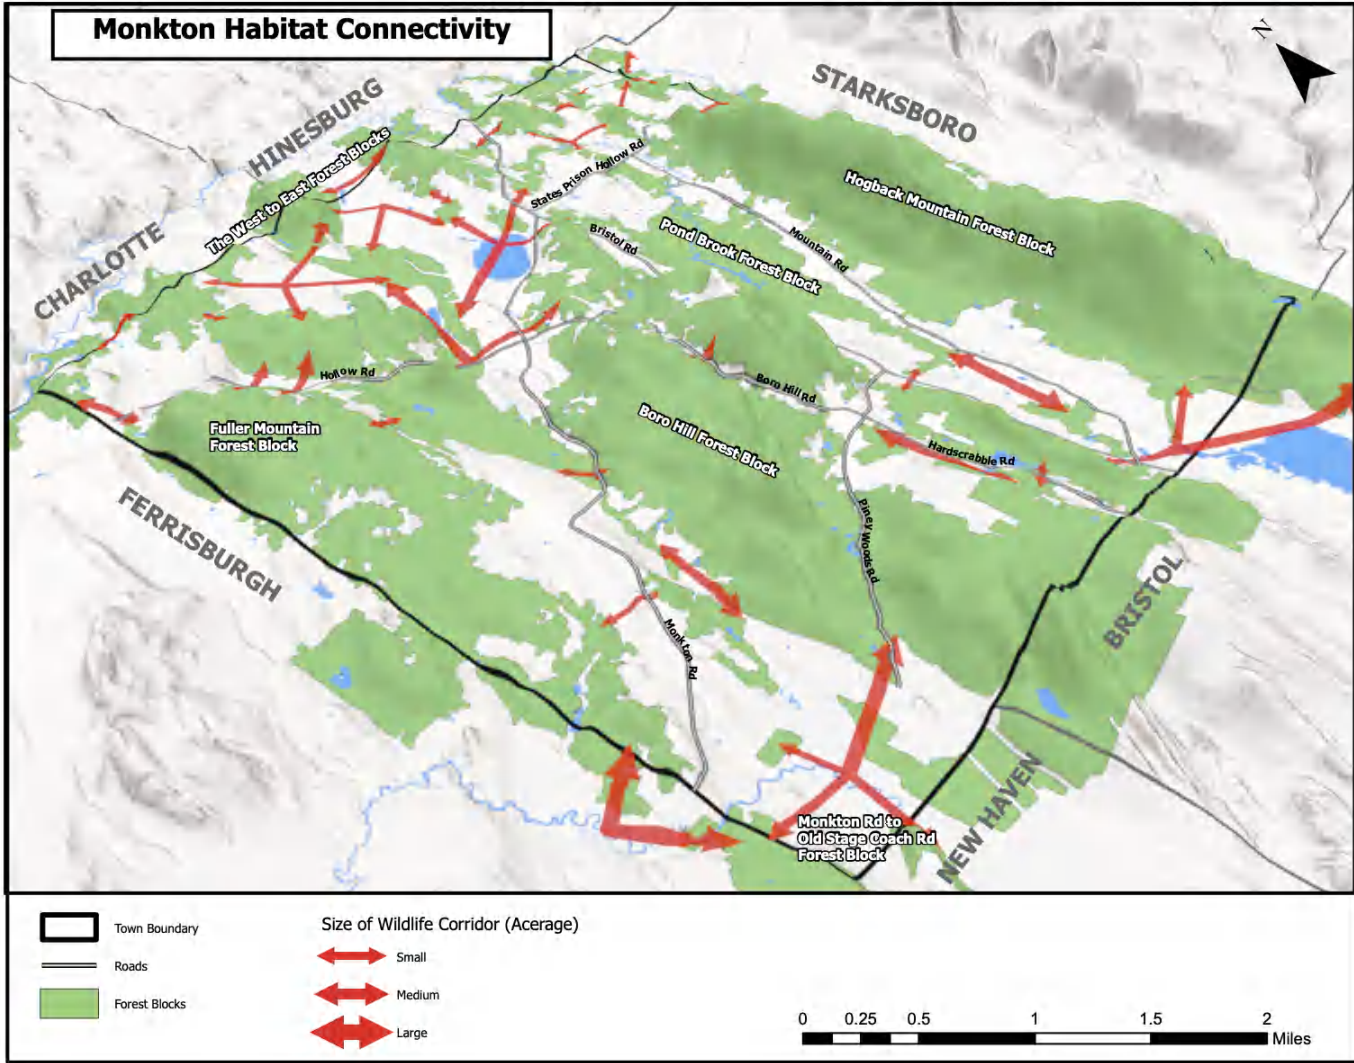 Monkton Habitat Connectivity
N
STARKSBORO
HINESBURG
CHARLOTTE
The West to East Forest Blocks
States Prison Hollow Rd
Hogback Mountain Forest Block
Bristol Rd
Pond Brook Forest Block
Mountain Rd
Hollow Rd
Boro Hill Rd
Fuller Mountain
Forest Block
Boro Hill Forest Block
Hardscrabble Rd
FERRISBURGH
Piney Woods Rd
BRISTOL
Monkton Rd
NEW HAVEN
Monkton Rd to
Old Stage Coach Rd
Forest Block
Town Boundary
Roads
Forest Blocks
Size of Wildlife Corridor (Acerage)
Small
Medium
Large
0 0.25 0.5 1 1.5 2
Miles